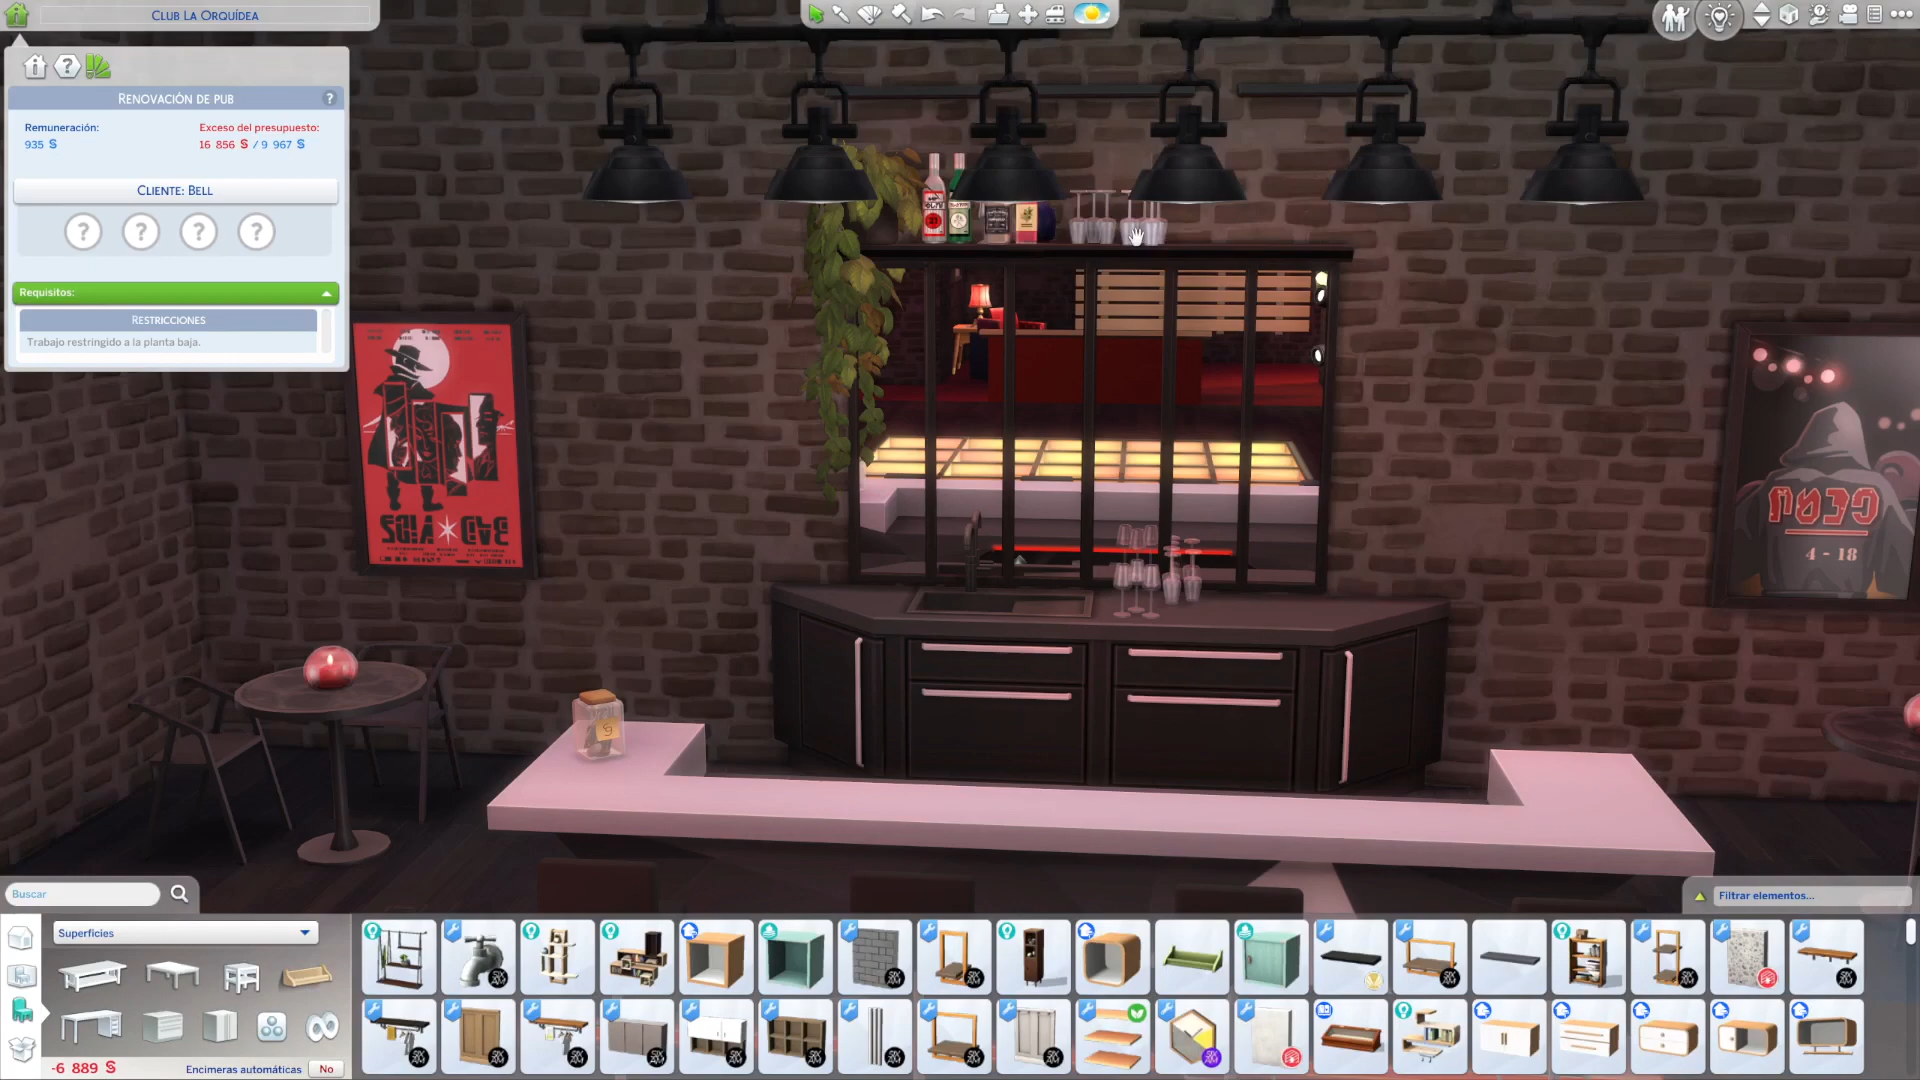 Club La Orquídea
Renovación de pub
?
Remuneración:
935 $
Exceso del presupuesto:
16 856 $ / 9 967 $
Cliente: Bell
? ? ? ?
Requisitos:
Restricciones
Trabajo restringido a la planta baja.
4 - 18
Buscar
Filtrar elementos...
Superficies
-6 889 $
Encimeras automáticas
No